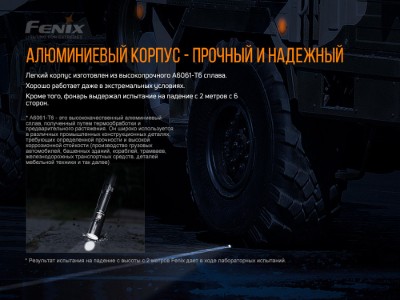 FENIX
АЛЮМИНИЕВЫЙ КОРПУС - ПРОЧНЫЙ И НАДЕЖНЫЙ
Легкий корпус изготовлен из высокопрочного A6061-T6 сплава.
Хорошо работает даже в экстремальных условиях.
Кроме того, фонарь выдержал испытание на падение с 2 метров с 6
сторон.
* A6061-T6 - это высококачественный алюминиевый
сплав, полученный путем термообработки и
предварительного растяжения. Он широко используется
в различных промышленных конструкционных деталях,
требующих определенной прочности и высокой
коррозионной стойкости (производства грузовых
автомобилей, башенных зданий, кораблей, трамваев,
железнодорожных транспортных средств, деталей
мебельной техники и так далее)
* Результат испытания на падение с высоты с 2 метров Fenix дает в ходе лабораторных испытаний